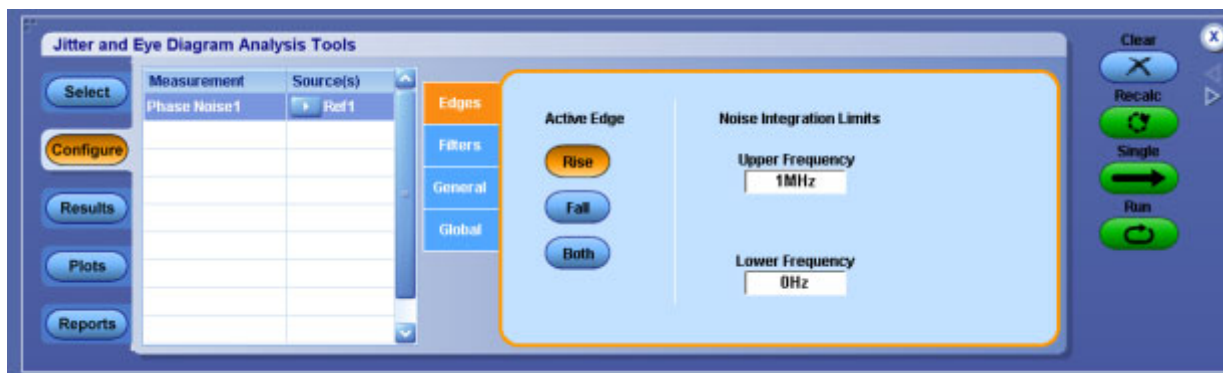 Jitter and Eye Diagram Analysis Tools
Select
Configure
Results
Plots
Reports
Measurement Source(s)
Phase Noise1 Ref1
Edges
Filters
General
Global
Active Edge
Rise
Fall
Both
Noise Integration Limits
Upper Frequency
1MHz
Lower Frequency
0Hz
Clear
X
Recalc
Single
Run